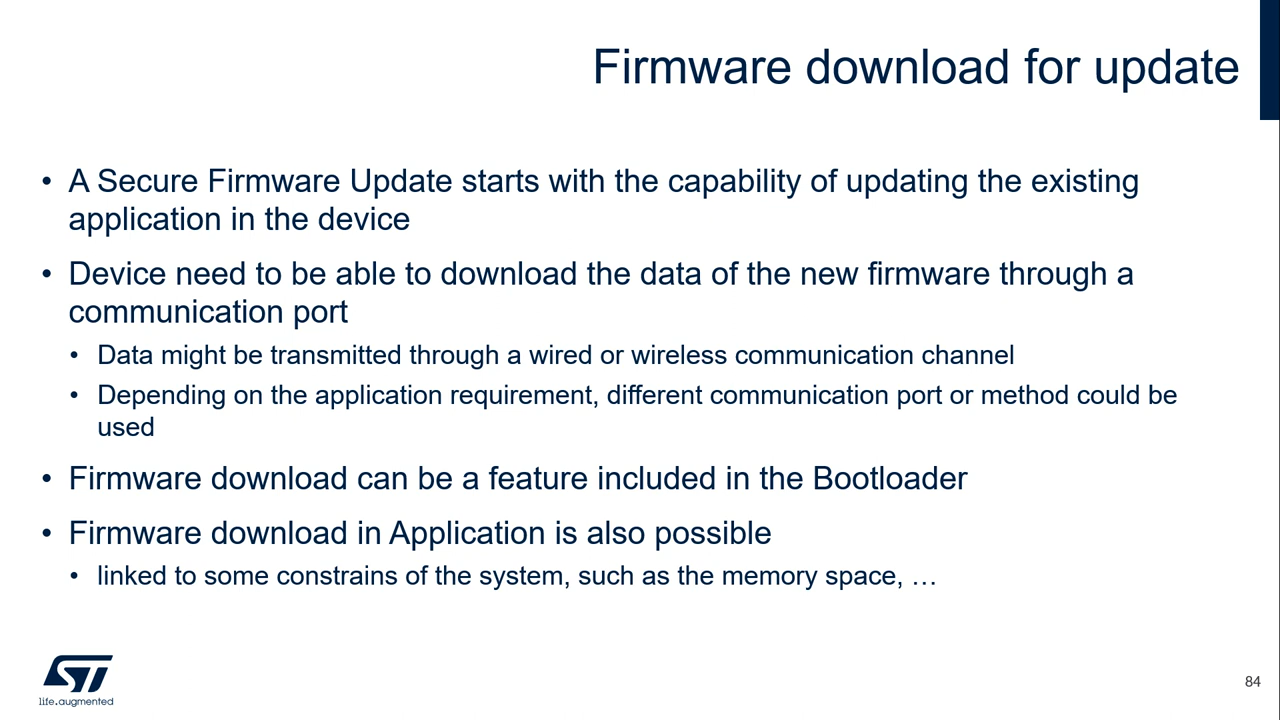 Firmware download for update
• A Secure Firmware Update starts with the capability of updating the existing
application in the device
• Device need to be able to download the data of the new firmware through a
communication port
• Data might be transmitted through a wired or wireless communication channel
• Depending on the application requirement, different communication port or method could be
used
• Firmware download can be a feature included in the Bootloader
• Firmware download in Application is also possible
• linked to some constrains of the system, such as the memory space, …
ST
life.augmented
84